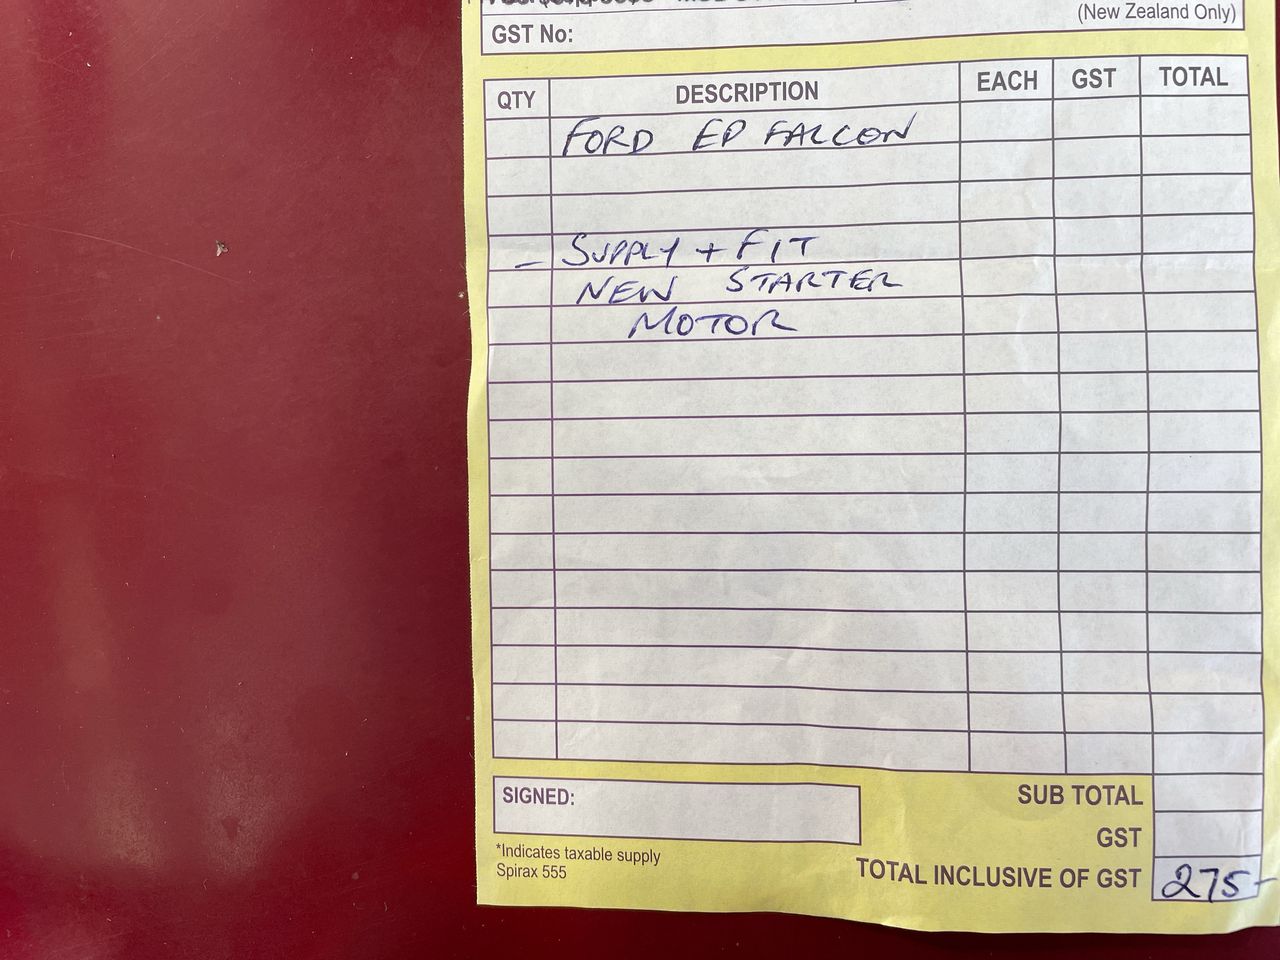 (New Zealand Only)
GST No:
QTY DESCRIPTION EACH GST TOTAL
FORD EP FALCON
– SUPPLY + FIT
NEW STARTER
MOTOR
SIGNED:
SUB TOTAL
GST
*Indicates taxable supply
Spirax 555
TOTAL INCLUSIVE OF GST 275–